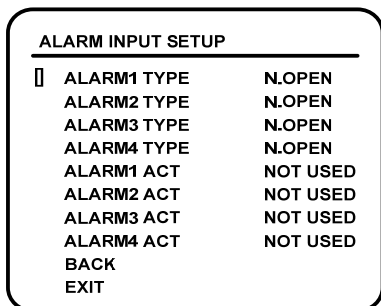 ALARM INPUT SETUP
ALARM1 TYPE N.OPEN
ALARM2 TYPE N.OPEN
ALARM3 TYPE N.OPEN
ALARM4 TYPE N.OPEN
ALARM1 ACT NOT USED
ALARM2 ACT NOT USED
ALARM3 ACT NOT USED
ALARM4 ACT NOT USED
BACK
EXIT